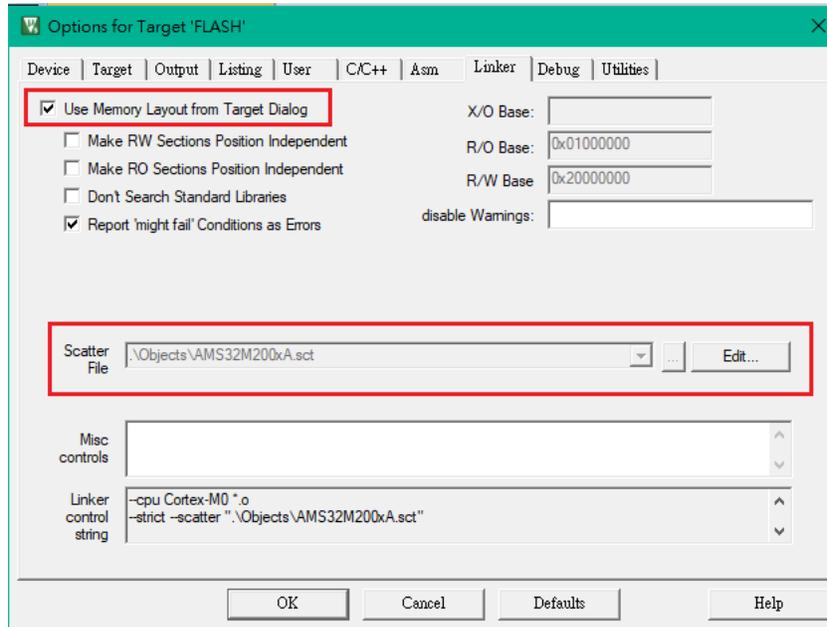 Options for Target 'FLASH'
Device | Target | Output | Listing | User | C/C++ | Asm | Linker | Debug | Utilities
Use Memory Layout from Target Dialog
X/O Base:
Make RW Sections Position Independent
R/O Base: 0x01000000
Make RO Sections Position Independent
R/W Base 0x20000000
Don't Search Standard Libraries
disable Warnings:
Report 'might fail' Conditions as Errors
Scatter
File
.\Objects\AMS32M200xA.sct
...
Edit...
Misc
controls
Linker
control
string
--cpu Cortex-M0 *.o
--strict --scatter ".\Objects\AMS32M200xA.sct"
OK
Cancel
Defaults
Help